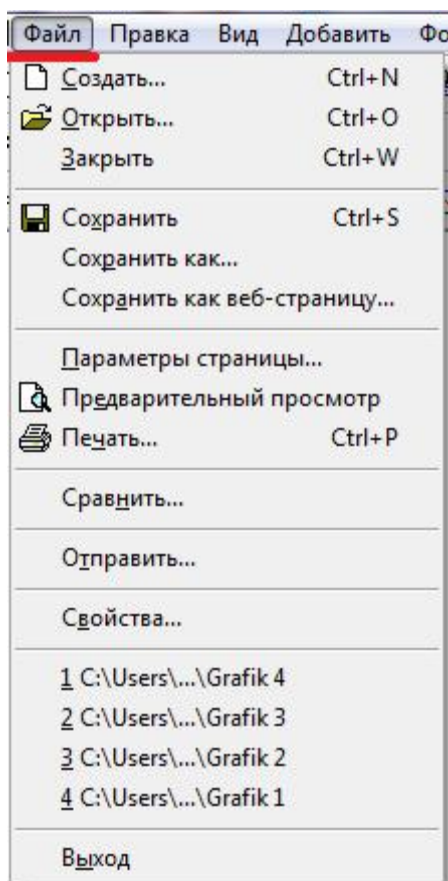 Файл Правка Вид Добавить Фо
Создать... Ctrl+N
Открыть... Ctrl+O
Закрыть Ctrl+W
Сохранить Ctrl+S
Сохранить как...
Сохранить как веб-страницу...
Параметры страницы...
Предварительный просмотр
Печать... Ctrl+P
Сравнить...
Отправить...
Свойства...
1 C:\Users\...\Grafik 4
2 C:\Users\...\Grafik 3
3 C:\Users\...\Grafik 2
4 C:\Users\...\Grafik 1
Выход